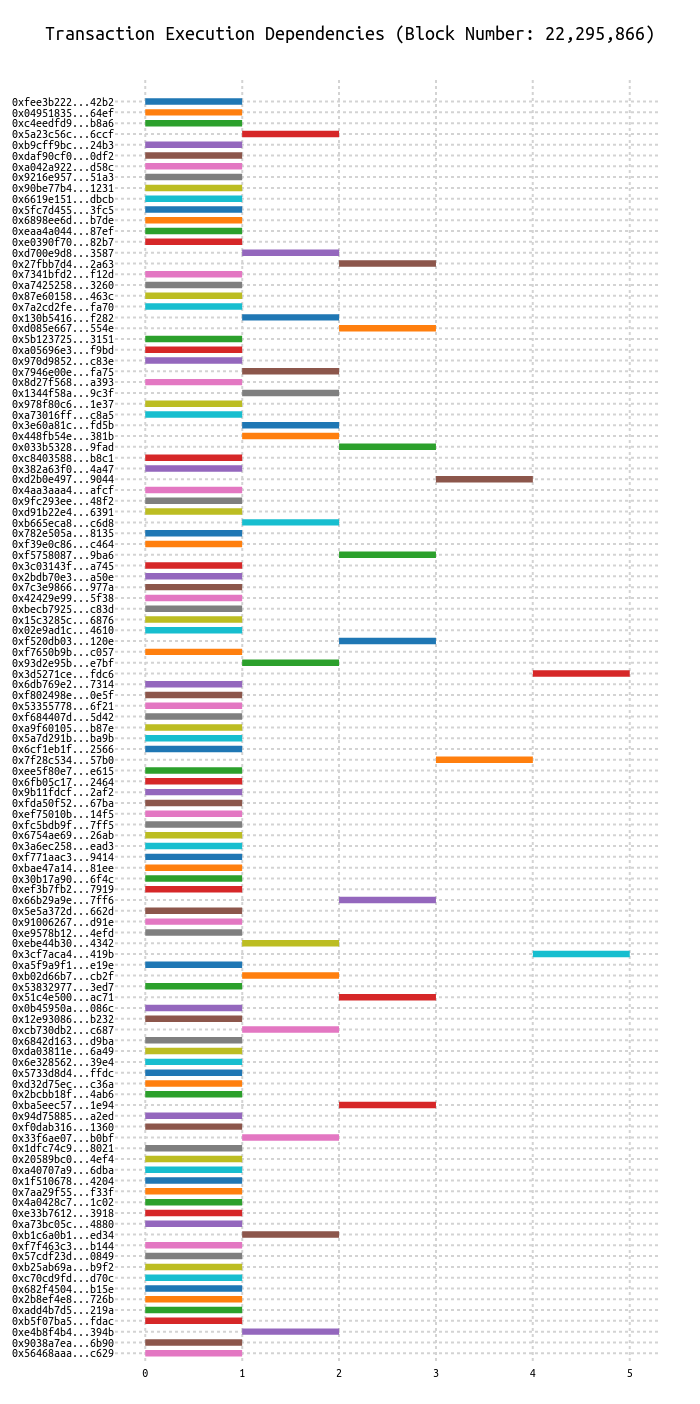 Transaction Execution Dependencies (Block Number: 22,295,866)
0xfee3b222...42b2
0x04951835...64ef
0xc4eedfd9...b8a6
0x5a23c56c...6ccf
0xb9cff9bc...24b3
0xdaf90cf0...0df2
0xa042a922...d58c
0x9216e957...51a3
0x90be77b4...1231
0x6619e151...dbcb
0x5fc7d455...3fc5
0x6898ee6d...b7de
0xeaa4a044...87ef
0xe0390f70...82b7
0xd700e9d8...3587
0x27fbb7d4...2a63
0x7341bfd2...f12d
0xa7425258...3260
0x87e60158...463c
0x7a2cd2fe...fa70
0x130b5416...f282
0xd085e667...554e
0x5b123725...3151
0xa05696e3...f9bd
0x970d9852...c83e
0x7946e00e...fa75
0x8d27f568...a393
0x1344f58a...9c3f
0x978f80c6...1e37
0xa73016ff...c8a5
0x3e60a81c...fd5b
0x448fb54e...381b
0x033b5328...9fad
0xc8403588...b8c1
0x382a63f0...4a47
0xd2b0e497...9044
0x4aa3aaa4...afcf
0x9fc293ee...48f2
0xd91b22e4...6391
0xb665eca8...c6d8
0x782e505a...8135
0xf39e0c86...c464
0xf5758087...9ba6
0x3c03143f...a745
0x2bdb70e3...a50e
0x7c3e9866...977a
0x42429e99...5f38
0xbecb7925...c83d
0x15c3285c...6876
0x02e9ad1c...4610
0xf520db03...120e
0xf7650b9b...c057
0x93d2e95b...e7bf
0x3d5271ce...fdc6
0x6db769e2...7314
0xf802498e...0e5f
0x53355778...6f21
0xf684407d...5d42
0xa9f60105...b87e
0x5a7d291b...ba9b
0x6cf1eb1f...2566
0x7f28c534...57b0
0xee5f80e7...e615
0x6fb05c17...2464
0x9b11fdcf...2af2
0xfda50f52...67ba
0xef75010b...14f5
0xfc5bdb9f...7ff5
0x6754ae69...26ab
0x3a6ec258...ead3
0xf771aac3...9414
0xbae47a14...81ee
0x30b17a90...6f4c
0xef3b7fb2...7919
0x66b29a9e...7ff6
0x5e5a372d...662d
0x91006267...d91e
0xe9578b12...4efd
0xebe44b30...4342
0x3cf7aca4...419b
0xa5f9a9f1...e19e
0xb02d66b7...cb2f
0x53832977...3ed7
0x51c4e500...ac71
0x0b45950a...086c
0x12e93086...b232
0xcb730db2...c687
0x6842d163...d9ba
0xda03811e...6a49
0x6e328562...39e4
0x5733d8d4...ffdc
0xd32d75ec...c36a
0x2bcbb18f...4ab6
0xba5eec57...1e94
0x94d75885...a2ed
0xf0dab316...1360
0x33f6ae07...b0bf
0x1dfc74c9...8021
0x20589bc0...4ef4
0xa40707a9...6dba
0x1f510678...4204
0x7aa29f55...f33f
0x4a0428c7...1c02
0xe33b7612...3918
0xa73bc05c...4880
0xb1c6a0b1...ed34
0xf7f463c3...b144
0x57cdf23d...0849
0xb25ab69a...b9f2
0xc70cd9fd...d70c
0x682f4504...b15e
0x2b8ef4e8...726b
0xadd4b7d5...219a
0xb5f07ba5...fdac
0xe4b8f4b4...394b
0x9038a7ea...6b90
0x56468aaa...c629
0 1 2 3 4 5